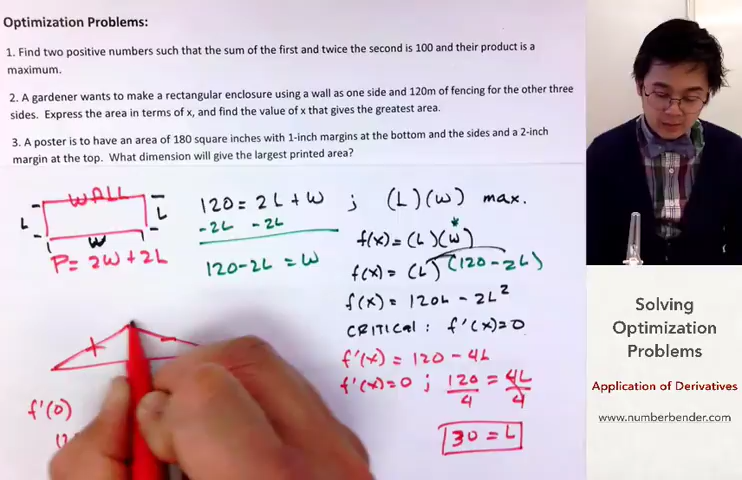 Optimization Problems:
1. Find two positive numbers such that the sum of the first and twice the second is 100 and their product is a
maximum.
2. A gardener wants to make a rectangular enclosure using a wall as one side and 120m of fencing for the other three
sides. Express the area in terms of x, and find the value of x that gives the greatest area.
3. A poster is to have an area of 180 square inches with 1-inch margins at the bottom and the sides and a 2-inch
margin at the top. What dimension will give the largest printed area?
WALL
L L
W
P = 2W + 2L
120 = 2L + W ; (L)(W) max.
-2L -2L
120 - 2L = W
f(x) = (L)(W)*
f(x) = (L)(120 - 2L)
f(x) = 120L - 2L²
CRITICAL : f'(x) = 0
f'(x) = 120 - 4L
f'(x) = 0 ; 120/4 = 4L/4
30 = L
+ -
f'(0)
Solving
Optimization
Problems
Application of Derivatives
www.numberbender.com